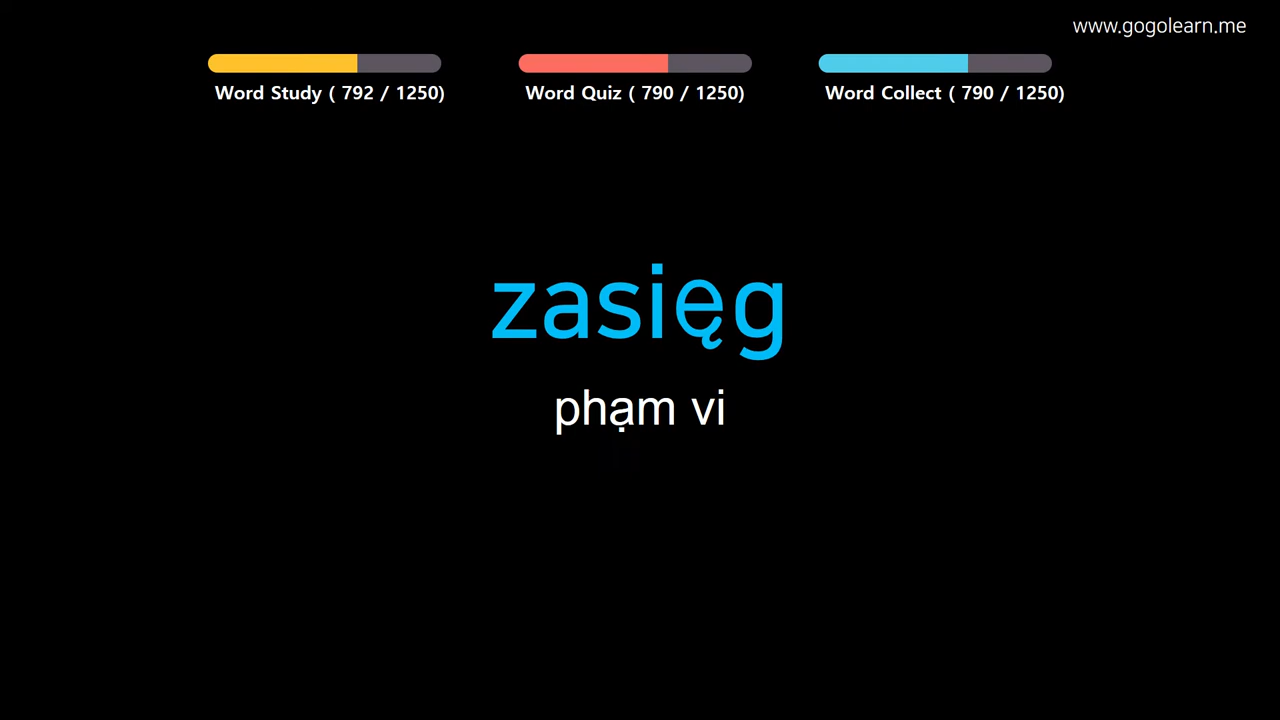 www.gogolearn.me
Word Study ( 792 / 1250)
Word Quiz ( 790 / 1250)
Word Collect ( 790 / 1250)
zasięg
phạm vi